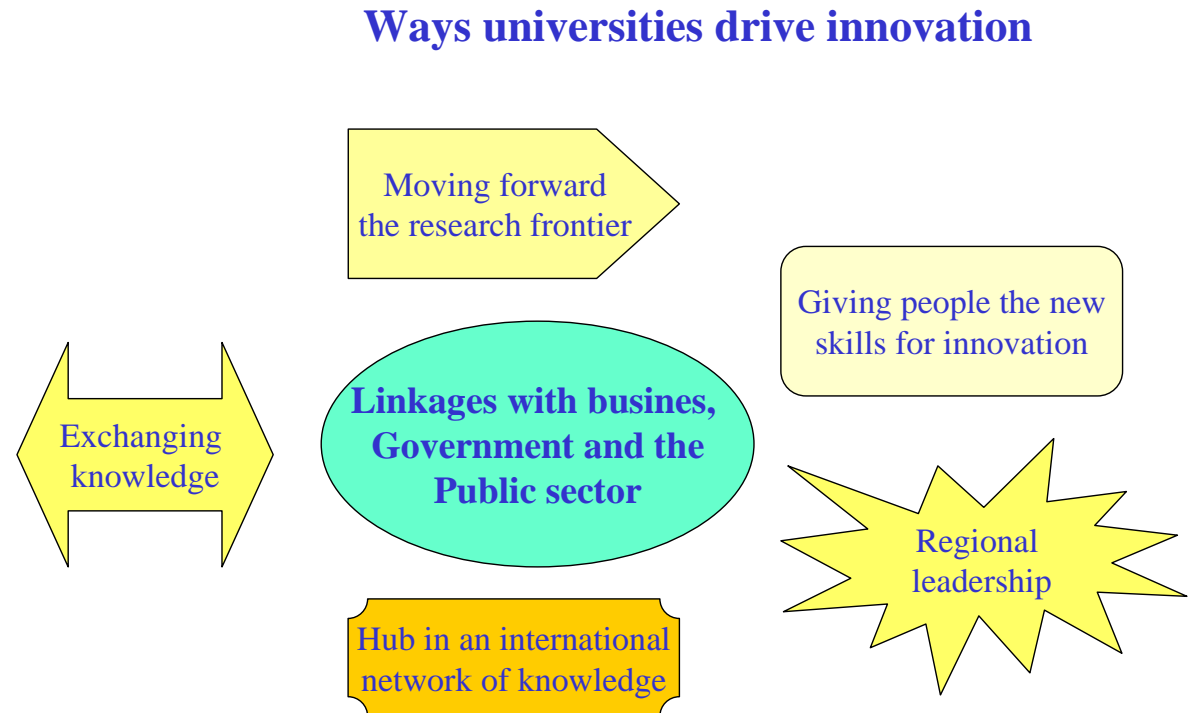 Ways universities drive innovation
Moving forward
the research frontier
Giving people the new
skills for innovation
Linkages with busines,
Government and the
Public sector
Exchanging
knowledge
Regional
leadership
Hub in an international
network of knowledge